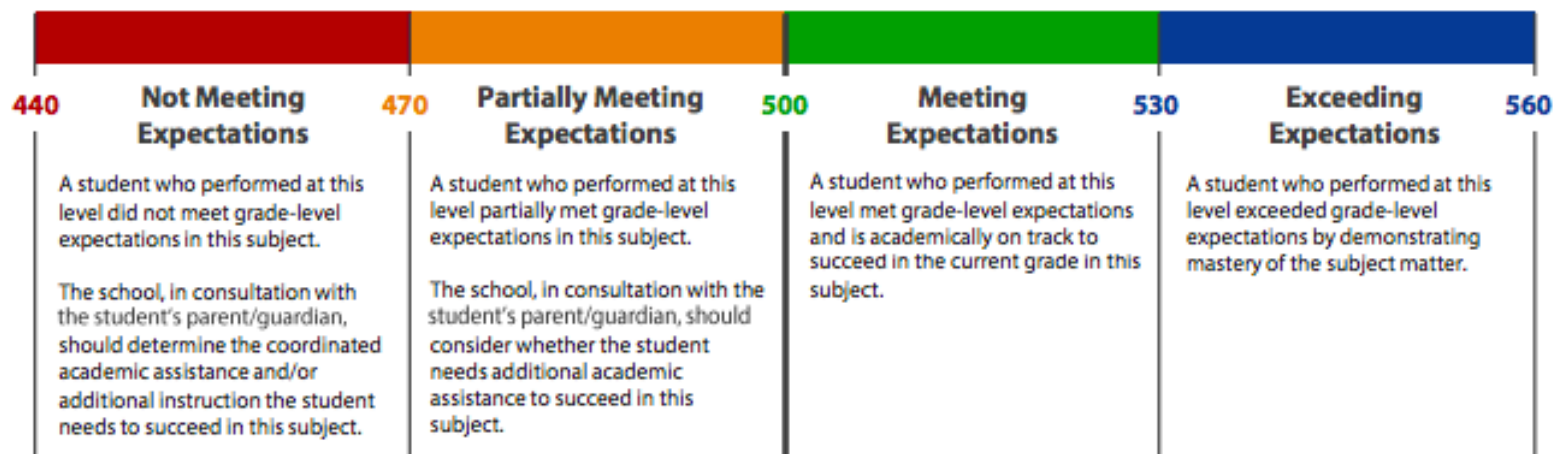 440
Not Meeting
Expectations
A student who performed at this
level did not meet grade-level
expectations in this subject.
The school, in consultation with
the student's parent/guardian,
should determine the coordinated
academic assistance and/or
additional instruction the student
needs to succeed in this subject.
470
Partially Meeting
Expectations
A student who performed at this
level partially met grade-level
expectations in this subject.
The school, in consultation with the
student's parent/guardian, should
consider whether the student
needs additional academic
assistance to succeed in this
subject.
500
Meeting
Expectations
A student who performed at this
level met grade-level expectations
and is academically on track to
succeed in the current grade in this
subject.
530
Exceeding
Expectations
A student who performed at this
level exceeded grade-level
expectations by demonstrating
mastery of the subject matter.
560